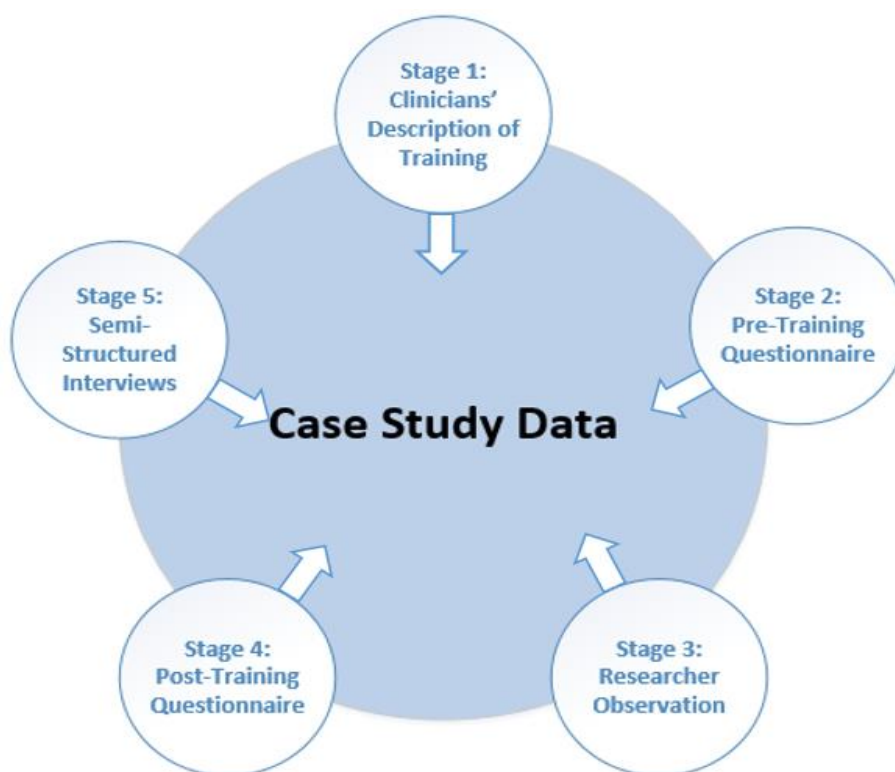 Stage 1:
Clinicians’
Description of
Training
Stage 2:
Pre-Training
Questionnaire
Stage 5:
Semi-
Structured
Interviews
Case Study Data
Stage 4:
Post-Training
Questionnaire
Stage 3:
Researcher
Observation